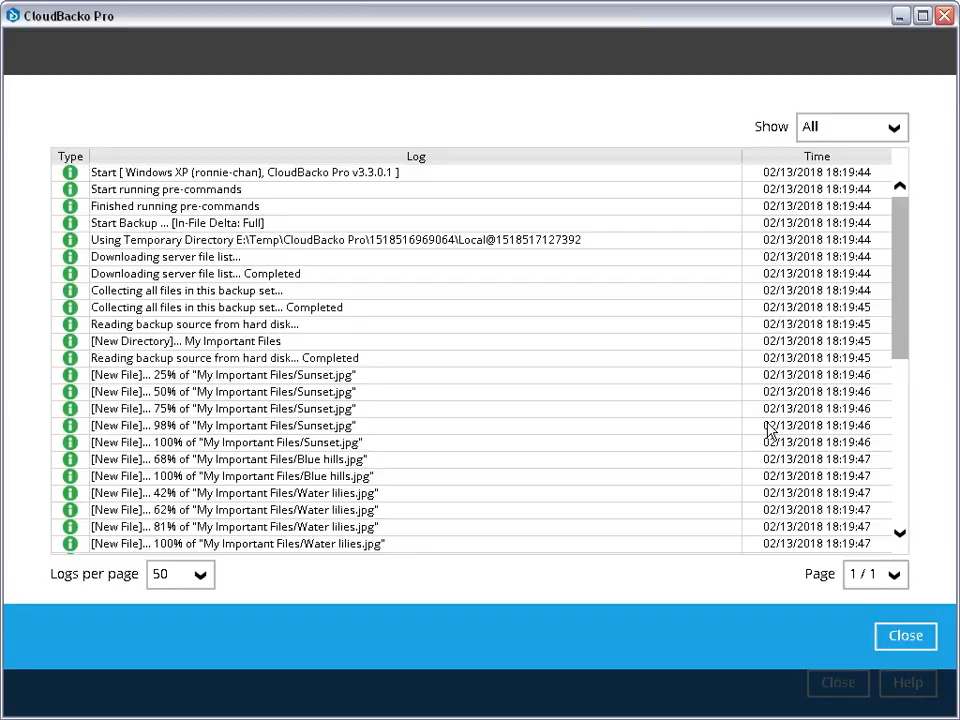 CloudBacko Pro
Show All
Type Log Time
Start [ Windows XP (ronnie-chan), CloudBacko Pro v3.3.0.1 ] 02/13/2018 18:19:44
Start running pre-commands 02/13/2018 18:19:44
Finished running pre-commands 02/13/2018 18:19:44
Start Backup ... [In-File Delta: Full] 02/13/2018 18:19:44
Using Temporary Directory E:\Temp\CloudBacko Pro\1518516969064\Local@1518517127392 02/13/2018 18:19:44
Downloading server file list... 02/13/2018 18:19:44
Downloading server file list... Completed 02/13/2018 18:19:44
Collecting all files in this backup set... 02/13/2018 18:19:44
Collecting all files in this backup set... Completed 02/13/2018 18:19:45
Reading backup source from hard disk... 02/13/2018 18:19:45
[New Directory]... My Important Files 02/13/2018 18:19:45
Reading backup source from hard disk... Completed 02/13/2018 18:19:45
[New File]... 25% of "My Important Files/Sunset.jpg" 02/13/2018 18:19:46
[New File]... 50% of "My Important Files/Sunset.jpg" 02/13/2018 18:19:46
[New File]... 75% of "My Important Files/Sunset.jpg" 02/13/2018 18:19:46
[New File]... 98% of "My Important Files/Sunset.jpg" 02/13/2018 18:19:46
[New File]... 100% of "My Important Files/Sunset.jpg" 02/13/2018 18:19:46
[New File]... 68% of "My Important Files/Blue hills.jpg" 02/13/2018 18:19:47
[New File]... 100% of "My Important Files/Blue hills.jpg" 02/13/2018 18:19:47
[New File]... 42% of "My Important Files/Water lilies.jpg" 02/13/2018 18:19:47
[New File]... 62% of "My Important Files/Water lilies.jpg" 02/13/2018 18:19:47
[New File]... 81% of "My Important Files/Water lilies.jpg" 02/13/2018 18:19:47
[New File]... 100% of "My Important Files/Water lilies.jpg" 02/13/2018 18:19:47
Logs per page 50 Page 1 / 1
Close
Close Help